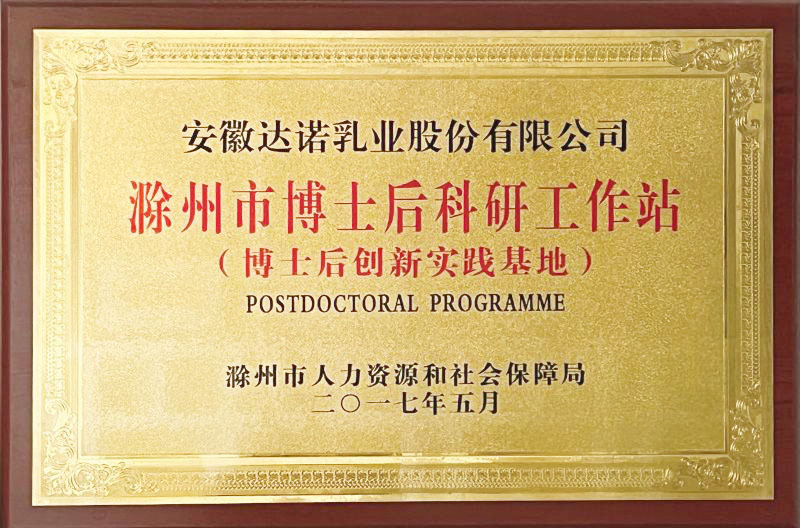 安徽达诺乳业股份有限公司
滁州市博士后科研工作站
（博士后创新实践基地）
POSTDOCTORAL PROGRAMME
滁州市人力资源和社会保障局
二〇一七年五月